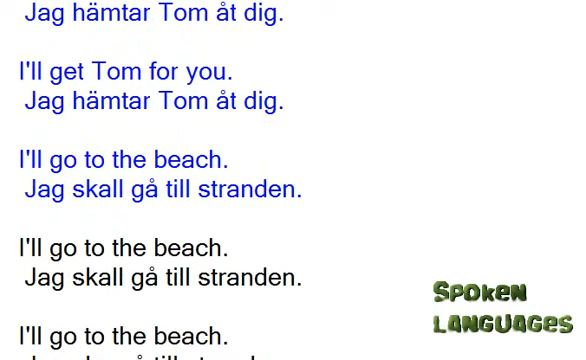 Jag hämtar Tom åt dig.
I'll get Tom for you.
Jag hämtar Tom åt dig.
I'll go to the beach.
Jag skall gå till stranden.
I'll go to the beach.
Jag skall gå till stranden.
I'll go to the beach.
Spoken
Languages